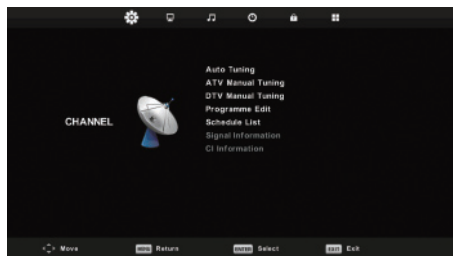 Auto Tuning
ATV Manual Tuning
DTV Manual Tuning
Programme Edit
CHANNEL
Schedule List
Signal Information
CI Information
Move
MENU Return
ENTER Select
EXIT Exit